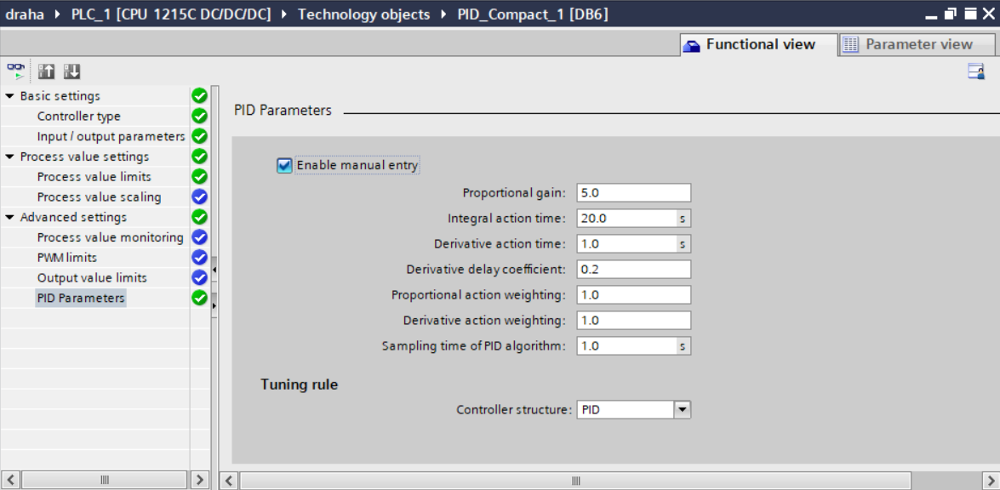 draha ▸ PLC_1 [CPU 1215C DC/DC/DC] ▸ Technology objects ▸ PID_Compact_1 [DB6]
Functional view
Parameter view
Basic settings
Controller type
Input / output parameters
Process value settings
Process value limits
Process value scaling
Advanced settings
Process value monitoring
PWM limits
Output value limits
PID Parameters
PID Parameters
Enable manual entry
Proportional gain: 5.0
Integral action time: 20.0 s
Derivative action time: 1.0 s
Derivative delay coefficient: 0.2
Proportional action weighting: 1.0
Derivative action weighting: 1.0
Sampling time of PID algorithm: 1.0 s
Tuning rule
Controller structure: PID